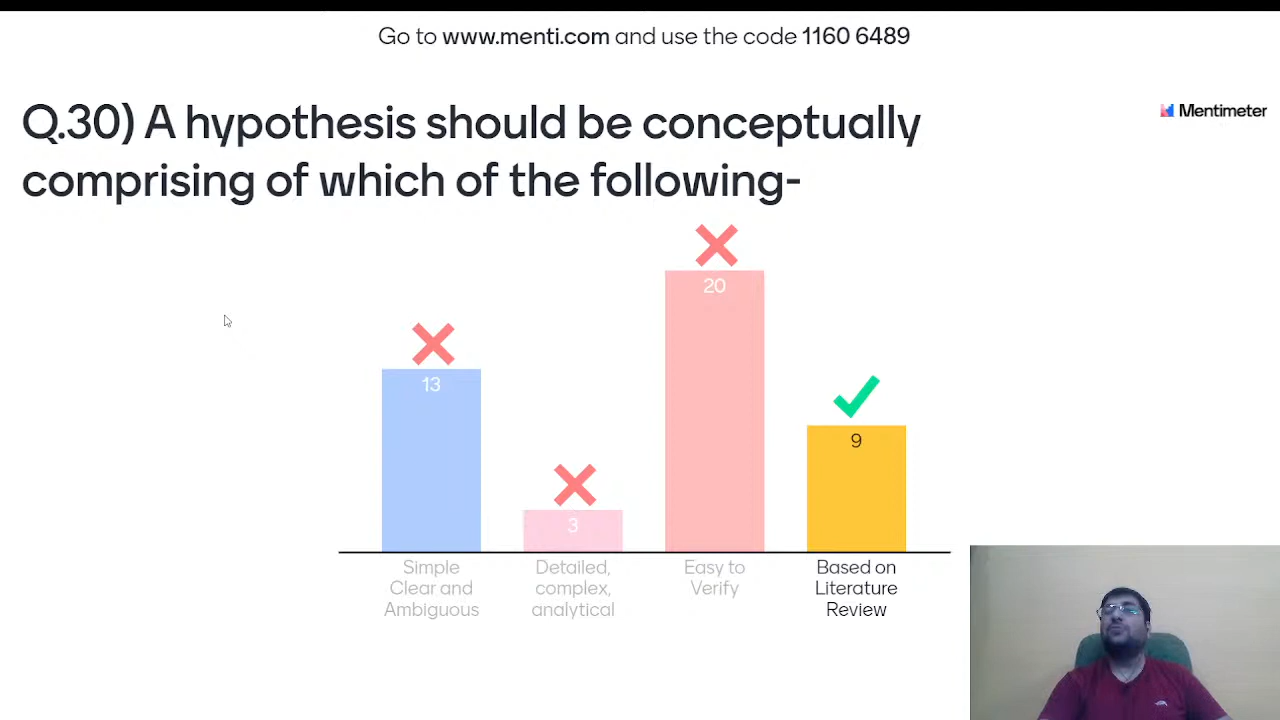 Go to www.menti.com and use the code 1160 6489
Q.30) A hypothesis should be conceptually
comprising of which of the following-
Mentimeter
13
3
20
9
Simple
Clear and
Ambiguous
Detailed,
complex,
analytical
Easy to
Verify
Based on
Literature
Review